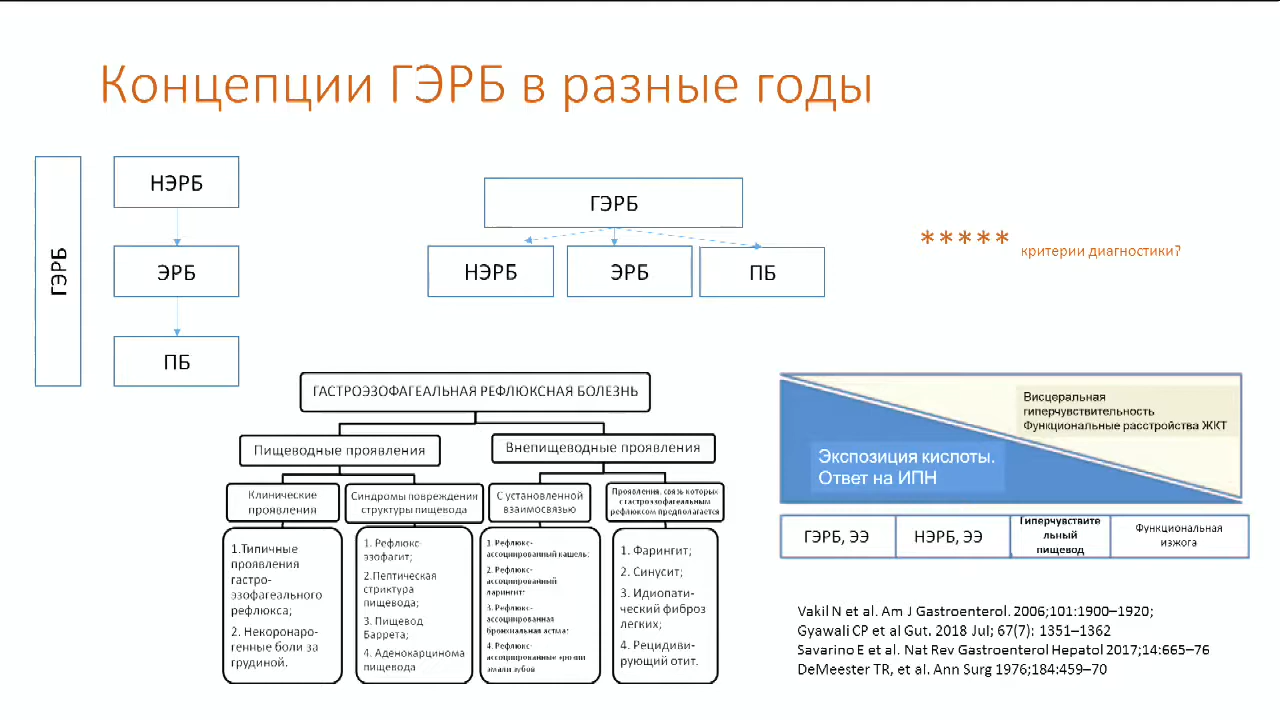 Концепции ГЭРБ в разные годы
ГЭРБ
НЭРБ
ЭРБ
ПБ
ГЭРБ
НЭРБ
ЭРБ
ПБ
***** критерии диагностики?
ГАСТРОЭЗОФАГЕАЛЬНАЯ РЕФЛЮКСНАЯ БОЛЕЗНЬ
Пищеводные проявления
Внепищеводные проявления
Клинические
проявления
Синдромы повреждения
структуры пищевода
С установленной
взаимосвязью
Проявления, связь которых
с гастроэзофагеальным
рефлюксом предполагается
1.Типичные
проявления
гастро-
эзофагеального
рефлюкса;
2. Некоронаро-
генные боли за
грудиной.
1. Рефлюкс-
эзофагит;
2.Пептическая
стриктура
пищевода;
3. Пищевод
Баррета;
4. Аденокарцинома
пищевода
1. Рефлюкс-
ассоцированный кашель;
2. Рефлюкс-
ассоциированный
ларингит;
3. Рефлюкс-
ассоциированная
бронхиальная астма;
4. Рефлюкс-
ассоциированные эрозии
эмали зубов
1. Фарингит;
2. Синусит;
3. Идиопати-
ческий фиброз
легких;
4. Рецидиви-
рующий отит.
Висцеральная
гиперчувствительность
Функциональные расстройства ЖКТ
Экспозиция кислоты.
Ответ на ИПН
ГЭРБ, ЭЭ
НЭРБ, ЭЭ
Гиперчувствите
льный
пищевод
Функциональная
изжога
Vakil N et al. Am J Gastroenterol. 2006;101:1900–1920;
Gyawali CP et al Gut. 2018 Jul; 67(7): 1351–1362
Savarino E et al. Nat Rev Gastroenterol Hepatol 2017;14:665–76
DeMeester TR, et al. Ann Surg 1976;184:459–70